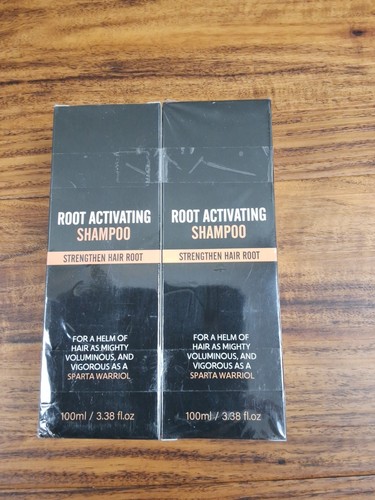 ROOT ACTIVATING
SHAMPOO
STRENGTHEN HAIR ROOT
FOR A HELM OF
HAIR AS MIGHTY
VOLUMINOUS, AND
VIGOROUS AS A
SPARTA WARRIOL
100ml / 3.38 fl.oz
ROOT ACTIVATING
SHAMPOO
STRENGTHEN HAIR ROOT
FOR A HELM OF
HAIR AS MIGHTY
VOLUMINOUS, AND
VIGOROUS AS A
SPARTA WARRIOL
100ml / 3.38 fl.oz